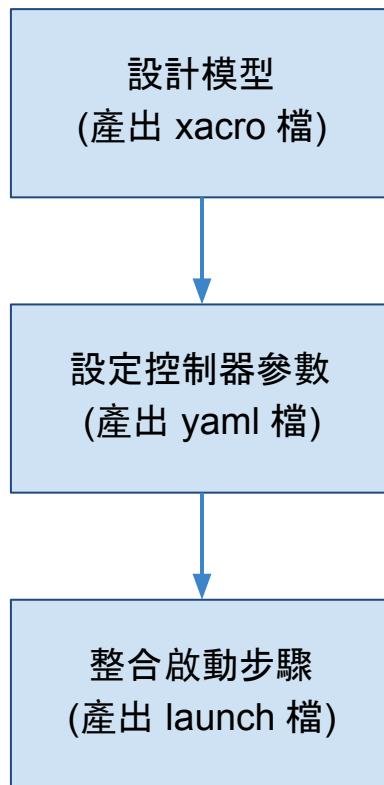 設計模型
(產出 xacro 檔)
設定控制器參數
(產出 yaml 檔)
整合啟動步驟
(產出 launch 檔)